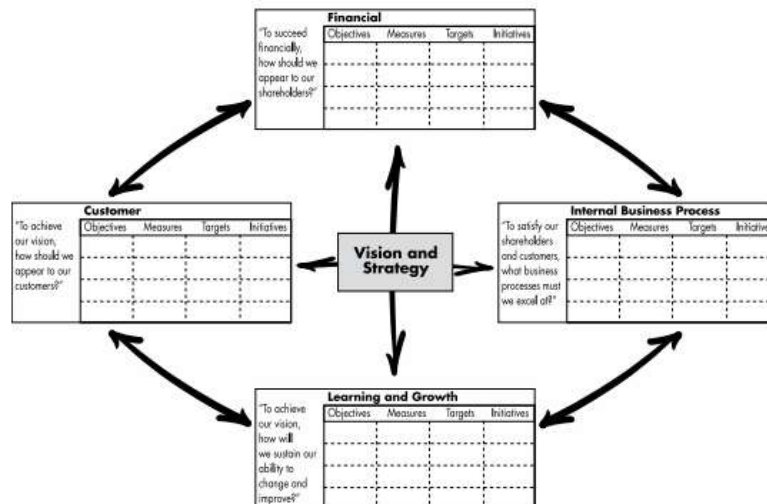 Financial
"To succeed
financially,
how should we
appear to our
shareholders?"
Objectives Measures Targets Initiatives
Customer
"To achieve
our vision,
how should we
appear to our
customers?"
Objectives Measures Targets Initiatives
Vision and
Strategy
Internal Business Process
"To satisfy our
shareholders
and customers,
what business
processes must
we excel at?"
Objectives Measures Targets Initiative
Learning and Growth
"To achieve
our vision,
how will
we sustain our
ability to
change and
improve?"
Objectives Measures Targets Initiatives